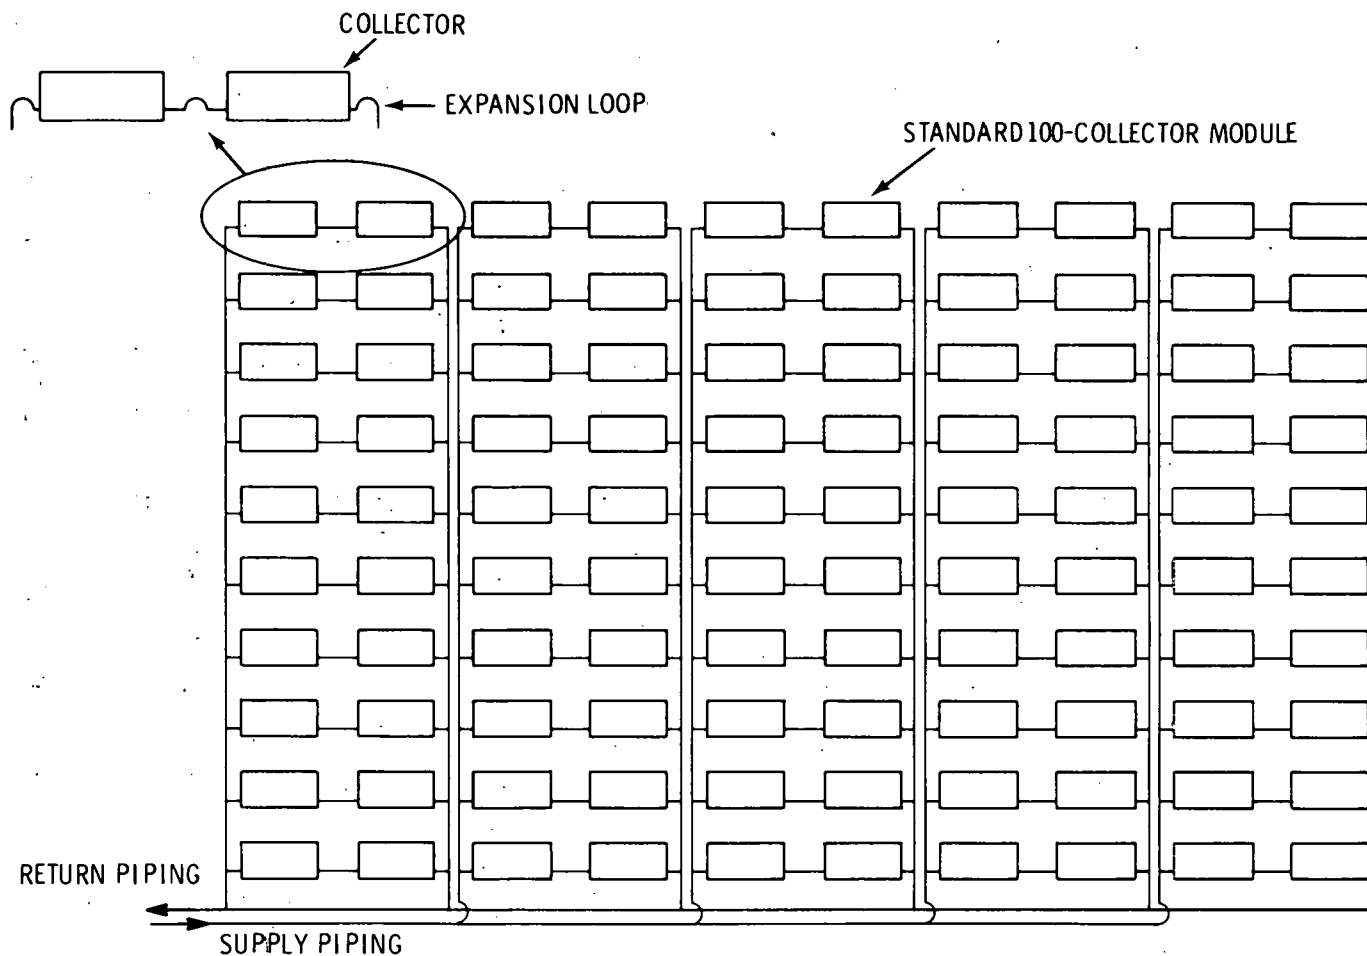 COLLECTOR
EXPANSION LOOP
STANDARD 100-COLLECTOR MODULE
RETURN PIPING
SUPPLY PIPING